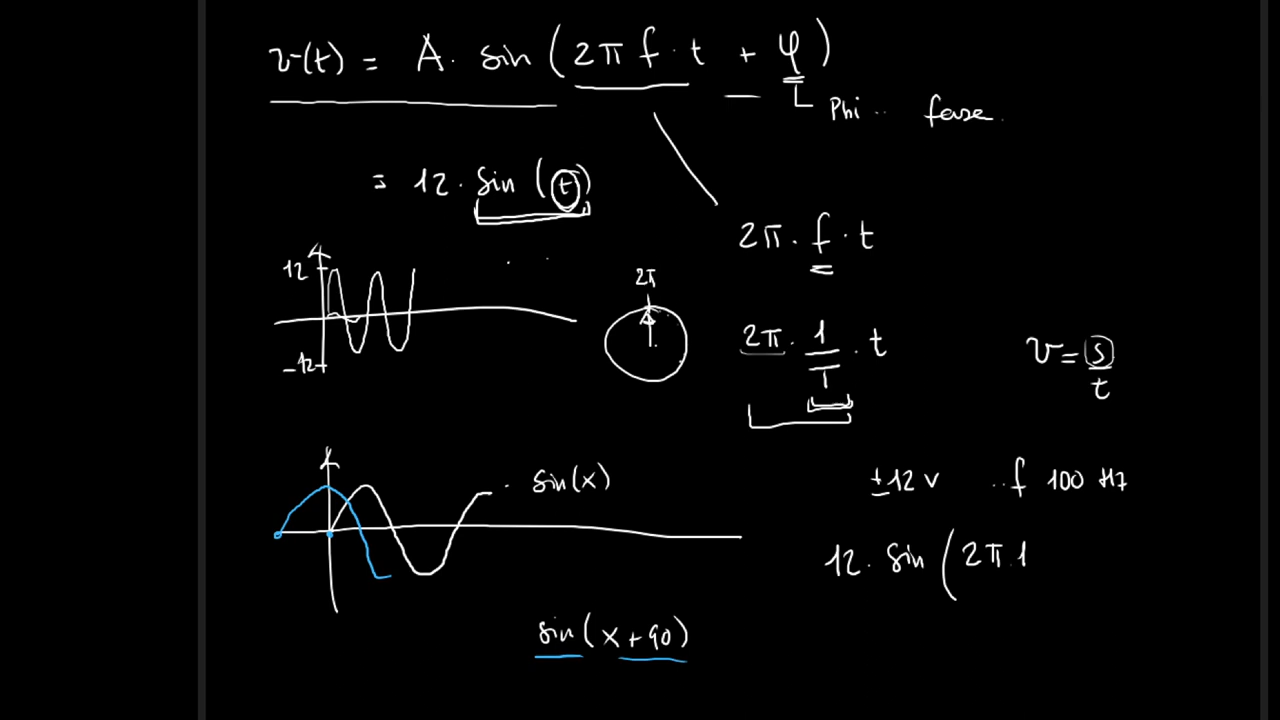 v(t) = A· sin (2π f·t + φ)
Phi .. fase.
= 12· sin (t)
2π· f·t
12
2π
-12
2π· 1/T · t
v = s/t
· sin(x)
±12 v ..f 100 Hz
12· sin (2π·1
sin(x+90)